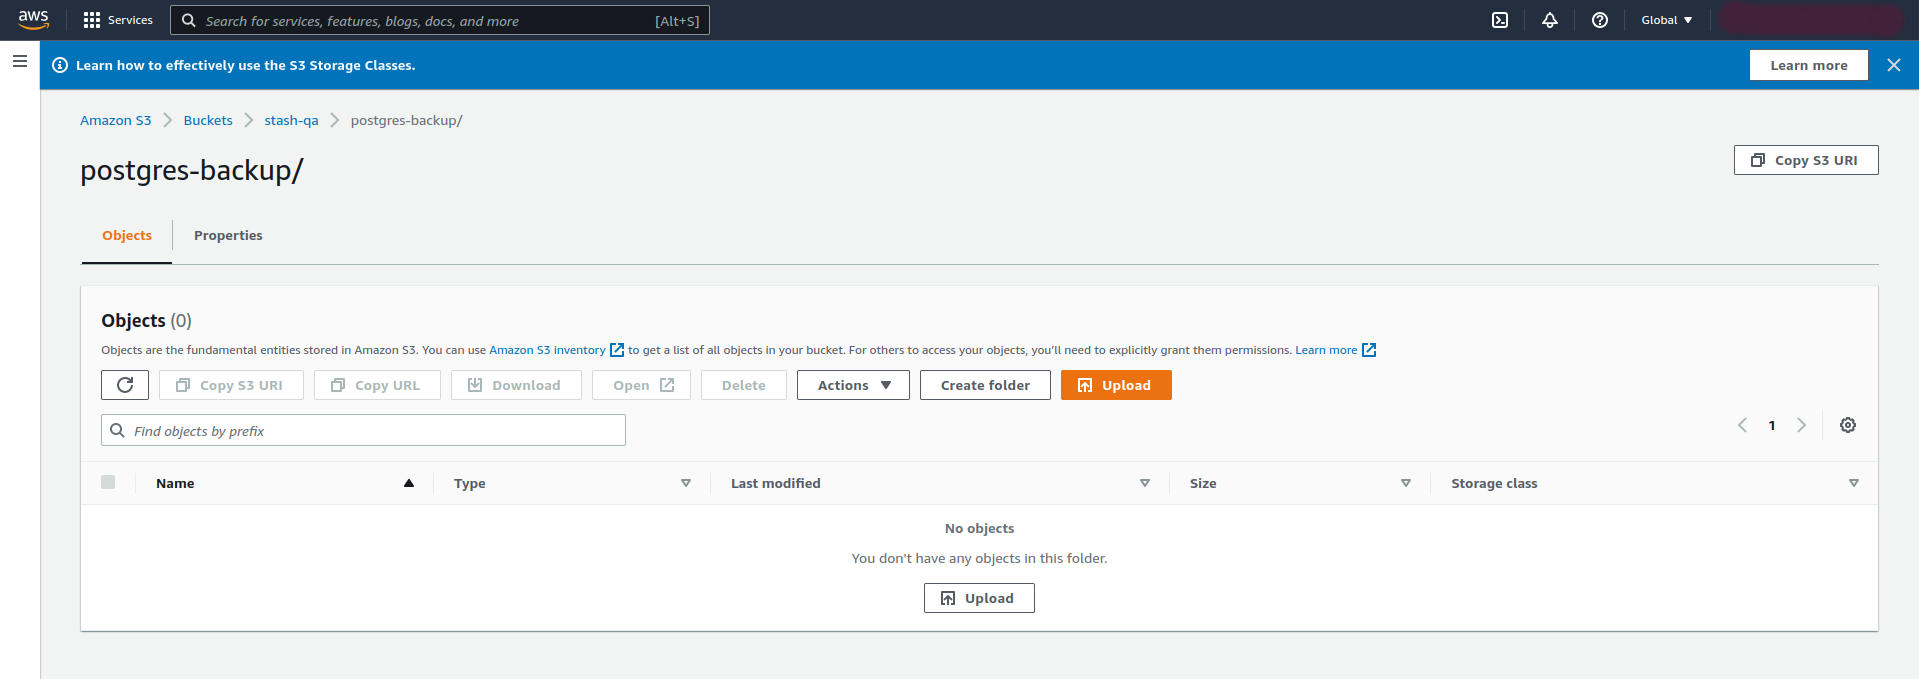 aws Services Search for services, features, blogs, docs, and more [Alt+S] Global
Learn how to effectively use the S3 Storage Classes. Learn more
Amazon S3 Buckets stash-qa postgres-backup/
postgres-backup/ Copy S3 URI
Objects Properties
Objects (0)
Objects are the fundamental entities stored in Amazon S3. You can use Amazon S3 inventory to get a list of all objects in your bucket. For others to access your objects, you'll need to explicitly grant them permissions. Learn more
Copy S3 URI Copy URL Download Open Delete Actions Create folder Upload
Find objects by prefix 1
Name Type Last modified Size Storage class
No objects
You don't have any objects in this folder.
Upload